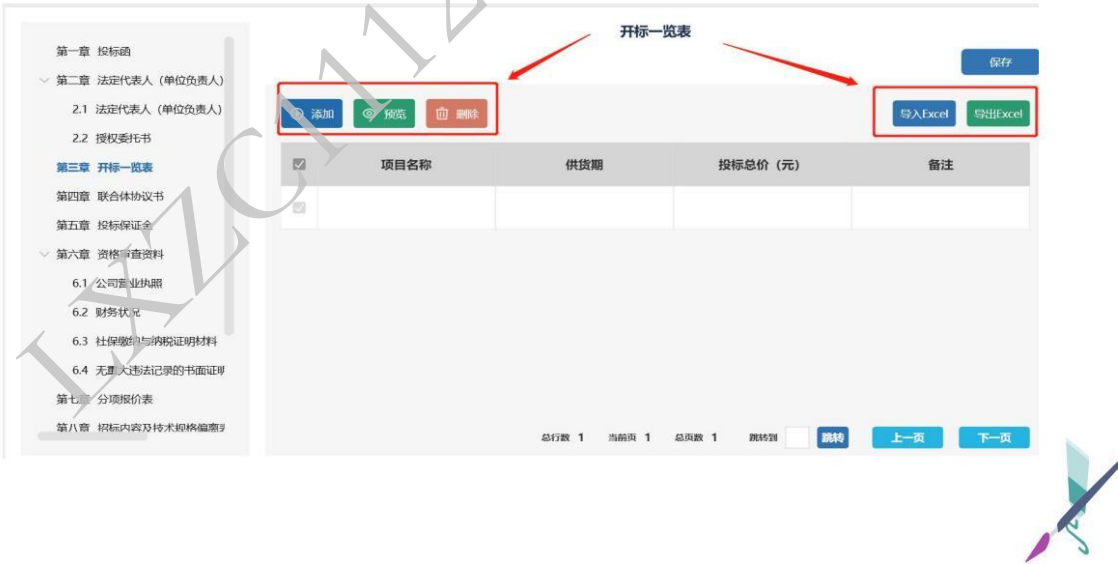 开标一览表
保存
第一章 投标函
第二章 法定代表人（单位负责人）
2.1 法定代表人（单位负责人）
2.2 授权委托书
第三章 开标一览表
第四章 联合体协议书
第五章 投标保证金
第六章 资格审查资料
6.1 公司营业执照
6.2 财务状况
6.3 社保缴纳与纳税证明材料
6.4 无重大违法记录的书面证明
第七章 分项报价表
第八章 招标内容及技术规格偏离
添加 预览 删除
导入Excel 导出Excel
项目名称 供货期 投标总价（元） 备注
总行数 1 当前页 1 总页数 1 跳转到 跳转 上一页 下一页
LXZC112